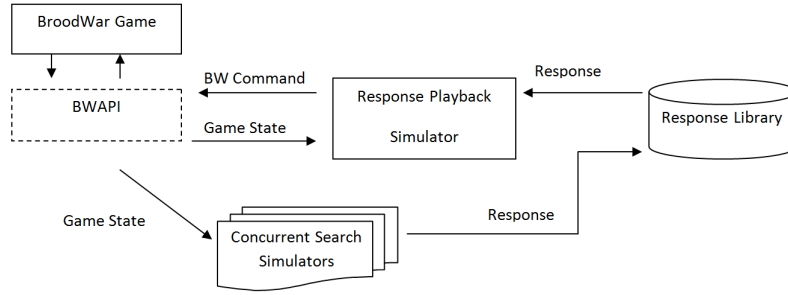 BroodWar Game
BWAPI
BW Command
Game State
Response Playback
Simulator
Response
Response Library
Game State
Concurrent Search
Simulators
Response